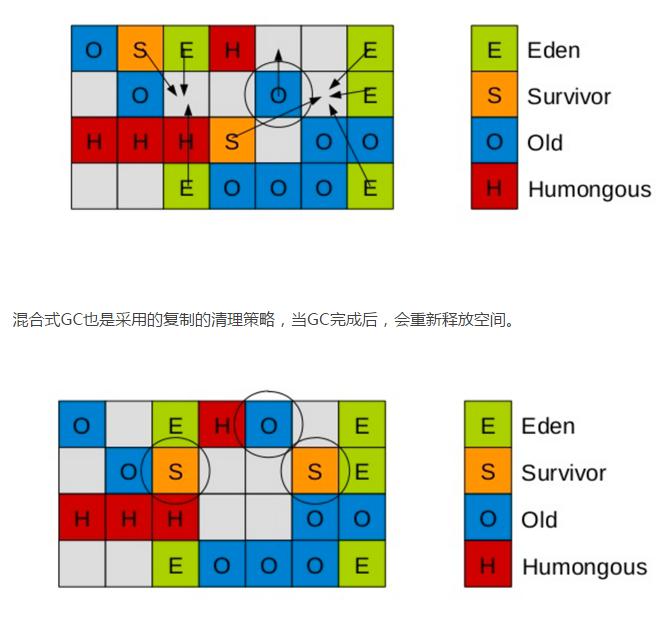 O S E H E E Eden
O O E S Survivor
H H H S O O O Old
E O O O E H Humongous
混合式GC也是采用的复制的清理策略，当GC完成后，会重新释放空间。
O E H O E E Eden
O S S E S Survivor
H H H O O O Old
E O O O E H Humongous